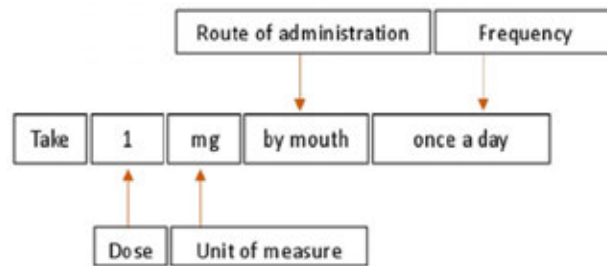 Route of administration Frequency
Take 1 mg by mouth once a day
Dose Unit of measure